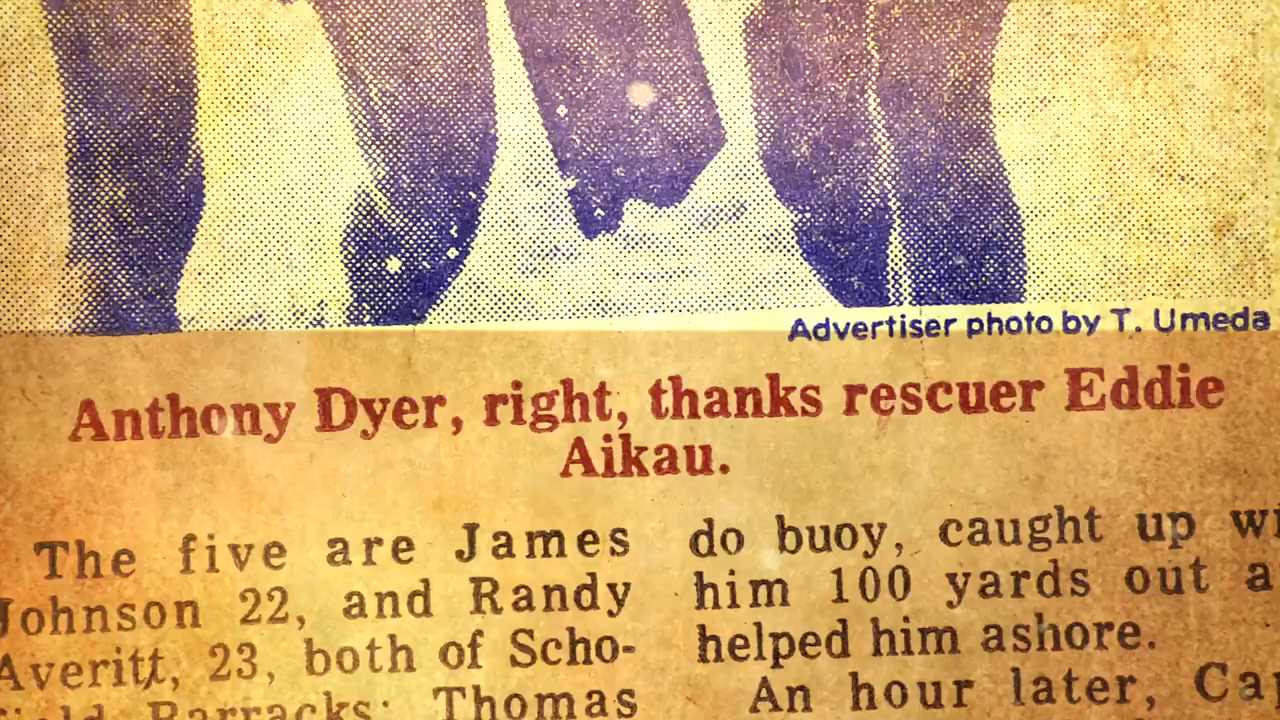 Advertiser photo by T. Umeda
Anthony Dyer, right, thanks rescuer Eddie
Aikau.
The five are James
Johnson 22, and Randy
Averitt, 23, both of Scho-
Barracks; Thomas
do buoy, caught up
him 100 yards out
helped him ashore.
An hour later,